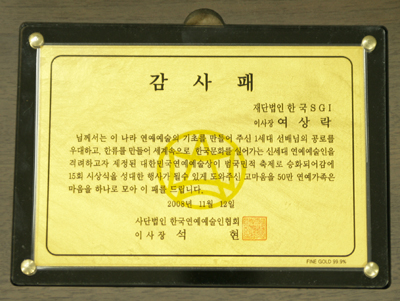 감 사 패
재단법인 한 국 SGI
이사장 여 상 락
님께서는 이 나라 연예예술의 기초를 만들어 주신 1세대 선배님의 공로를
우대하고, 한류를 만들어 세계속으로 한국문화를 심어가는 신세대 연예예술인을
격려하고자 제정된 대한민국연예예술상이 범국민적 축제로 승화되어감에
15회 시상식을 성대한 행사가 될수 있게 도와주신 고마움을 50만 연예가족은
마음을 하나로 모아 이 패를 드립니다.
2008년 11월 12일
사단법인 한국연예예술인협회
이 사 장 석 현
FINE GOLD 99.9%